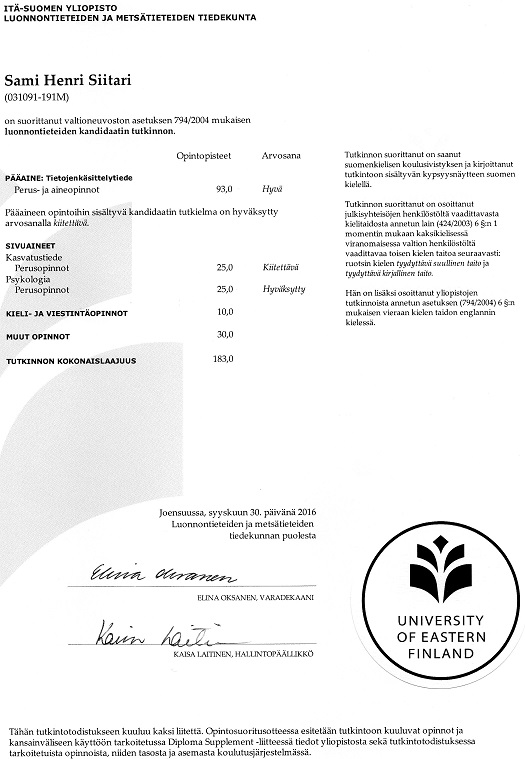 ITÄ-SUOMEN YLIOPISTO
LUONNONTIETEIDEN JA METSÄTIETEIDEN TIEDEKUNTA
Sami Henri Siitari
(031091-191M)
on suorittanut valtioneuvoston asetuksen 794/2004 mukaisen
luonnontieteiden kandidaatin tutkinnon.
Opintopisteet Arvosana
PÄÄAINE: Tietojenkäsittelytiede
Perus- ja aineopinnot 93,0 Hyvä
Pääaineen opintoihin sisältyvä kandidaatin tutkielma on hyväksytty
arvosanalla kiitettävä.
SIVUAINEET
Kasvatustiede
Perusopinnot 25,0 Kiitettävä
Psykologia
Perusopinnot 25,0 Hyväksytty
KIELI- JA VIESTINTÄOPINNOT 10,0
MUUT OPINNOT 30,0
TUTKINNON KOKONAISLAAJUUS 183,0
Tutkinnon suorittanut on saanut
suomenkielisen koulusivistyksen ja kirjoittanut
tutkintoon sisältyvän kypsyysnäytteen suomen
kielellä.
Tutkinnon suorittanut on osoittanut
julkisyhteisöjen henkilöstöltä vaadittavasta
kielitaidosta annetun lain (424/2003) 6 §:n 1
momentin mukaan kaksikielisessä
viranomaisessa valtion henkilöstöltä
vaadittavaa toisen kielen taitoa seuraavasti:
ruotsin kielen tyydyttävä suullinen taito ja
tyydyttävä kirjallinen taito.
Hän on lisäksi osoittanut yliopistojen
tutkinnoista annetun asetuksen (794/2004) 6 §:n
mukaisen vieraan kielen taidon englannin
kielessä.
Joensuussa, syyskuun 30. päivänä 2016
Luonnontieteiden ja metsätieteiden
tiedekunnan puolesta
ELINA OKSANEN, VARADEKAANI
KAISA LAITINEN, HALLINTOPÄÄLLIKKÖ
UNIVERSITY
OF EASTERN
FINLAND
Tähän tutkintotodistukseen kuuluu kaksi liitettä. Opintosuoritusotteessa esitetään tutkintoon kuuluvat opinnot ja
kansainväliseen käyttöön tarkoitetussa Diploma Supplement -liitteessä tiedot yliopistosta sekä tutkintotodistuksessa
tarkoitetuista opinnoista, niiden tasosta ja asemasta koulutusjärjestelmässä.